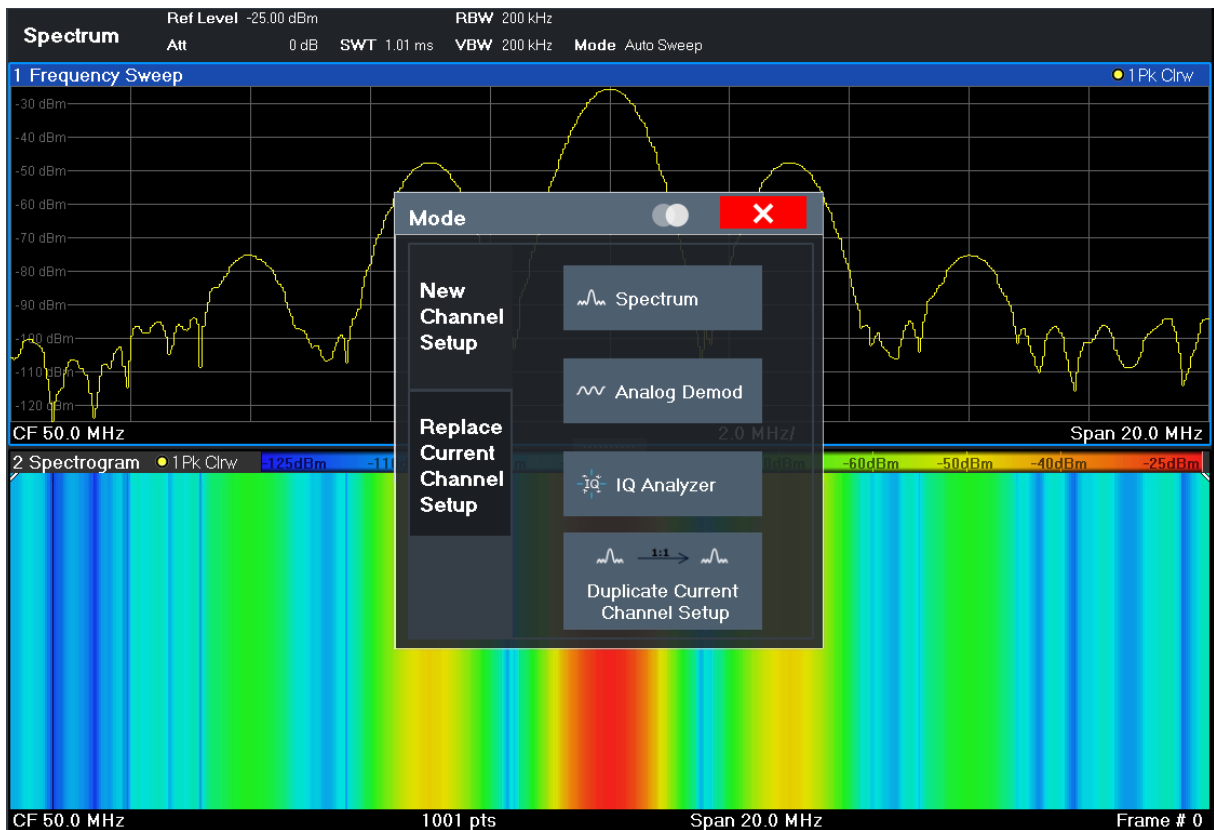 Spectrum
Ref Level -25.00 dBm RBW 200 kHz
Att 0 dB SWT 1.01 ms VBW 200 kHz Mode Auto Sweep
1 Frequency Sweep 1Pk Clrw
-30 dBm
-40 dBm
-50 dBm
-60 dBm
-70 dBm
-80 dBm
-90 dBm
-100 dBm
-110 dBm
-120 dBm
CF 50.0 MHz 2.0 MHz/ Span 20.0 MHz
Mode
New
Channel
Setup
Replace
Current
Channel
Setup
Spectrum
Analog Demod
IQ Analyzer
1:1
Duplicate Current
Channel Setup
2 Spectrogram 1Pk Clrw -125dBm -60dBm -50dBm -40dBm -25dBm
CF 50.0 MHz 1001 pts Span 20.0 MHz Frame # 0